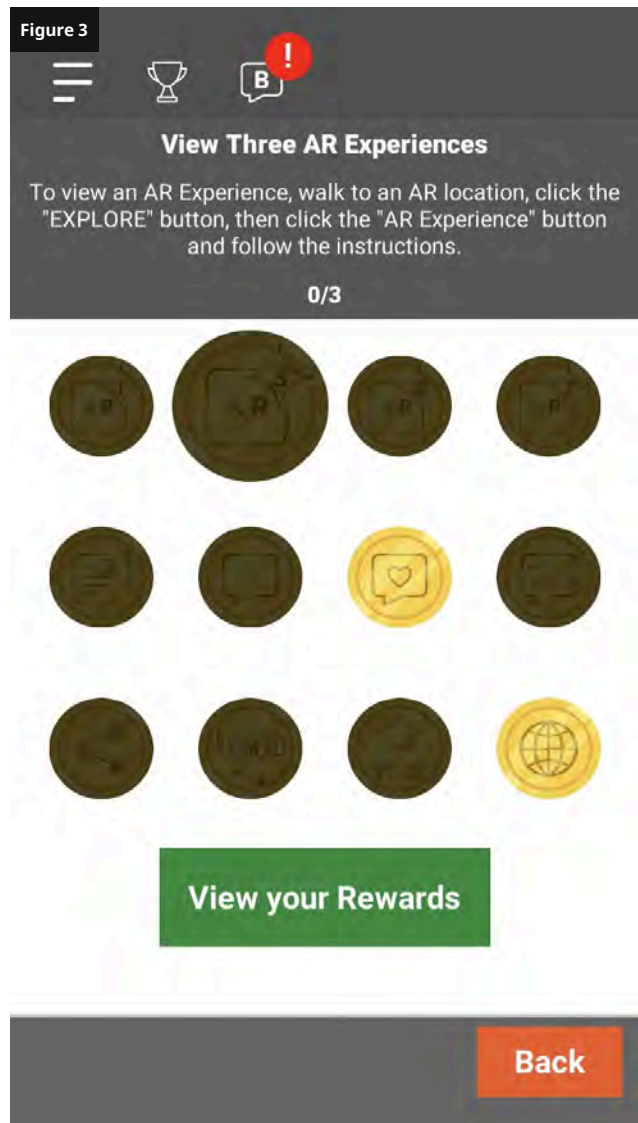 Figure 3
B !
View Three AR Experiences
To view an AR Experience, walk to an AR location, click the
"EXPLORE" button, then click the "AR Experience" button
and follow the instructions.
0/3
R R R R
View your Rewards
Back